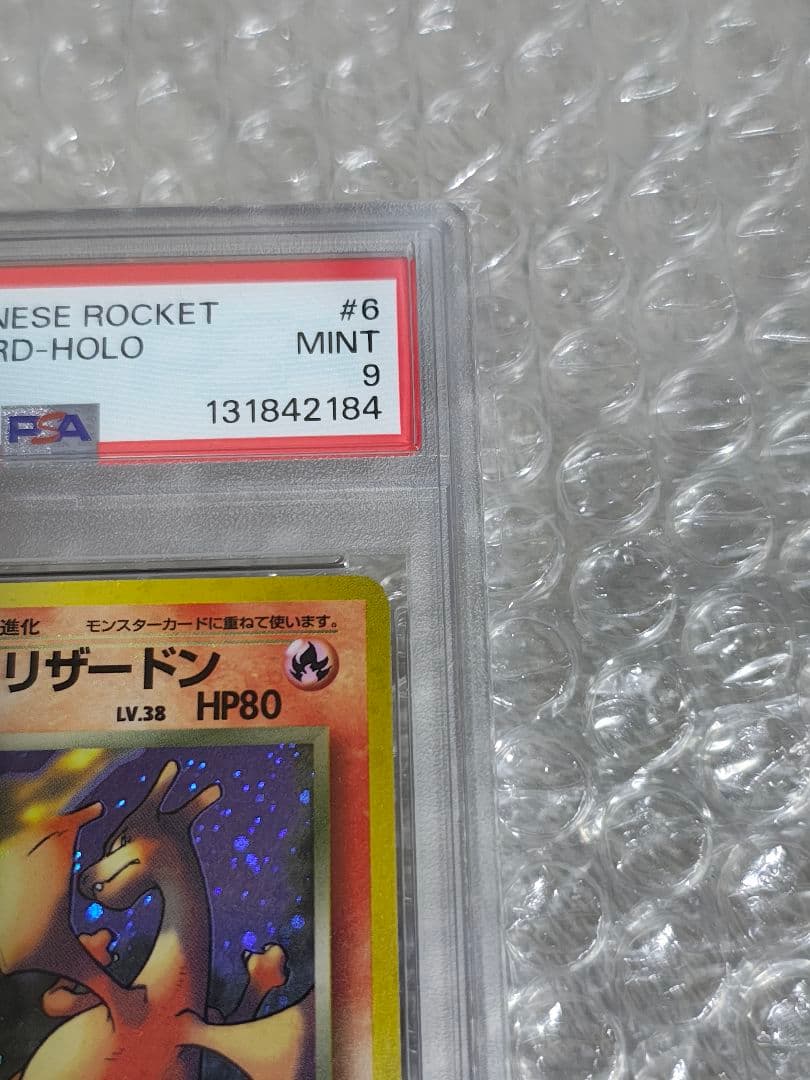 NESE ROCKET #6
RD-HOLO MINT
9
PSA 131842184
進化 モンスターカードに重ねて使います。
リザードン
LV.38 HP80